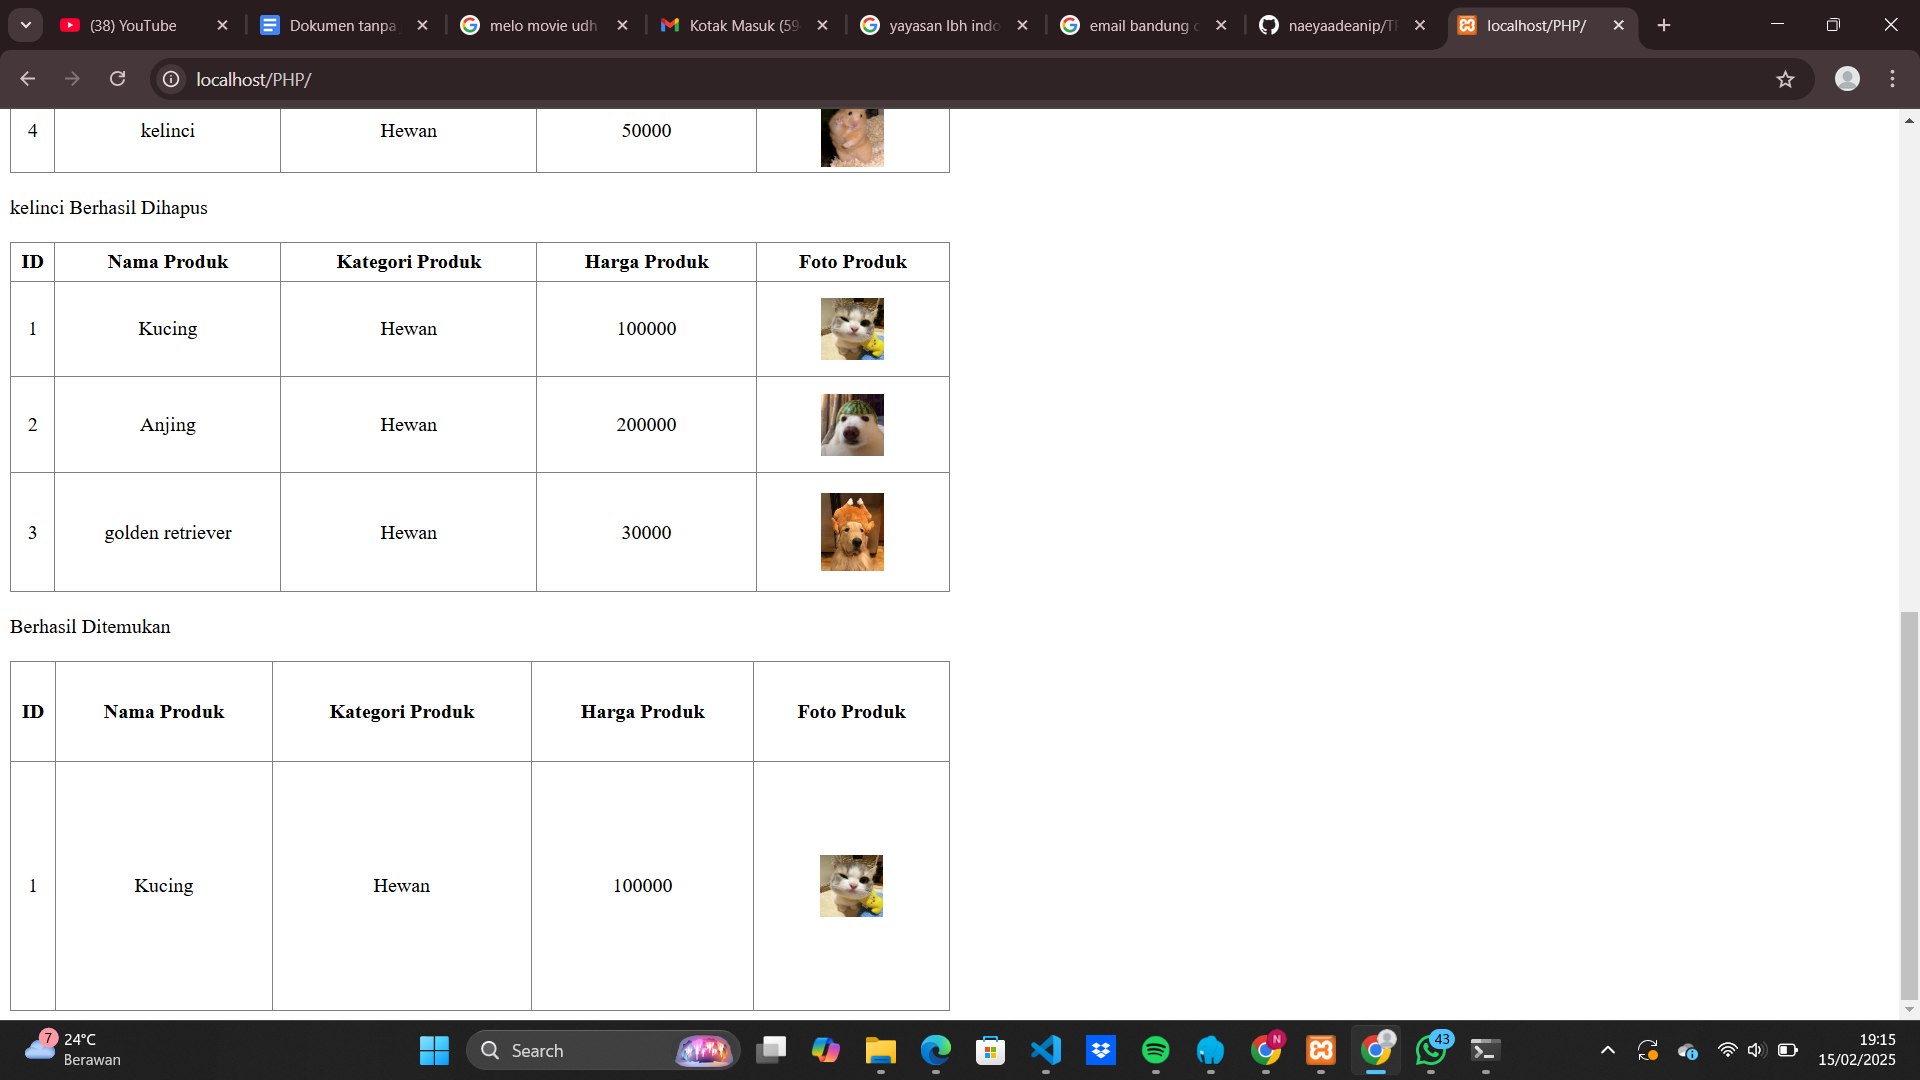 (38) YouTube
Dokumen tanpa
melo movie udh
Kotak Masuk (59
yayasan lbh indo
email bandung
naeyaadeanip/
localhost/PHP/
localhost/PHP/
4 kelinci Hewan 50000
kelinci Berhasil Dihapus
ID Nama Produk Kategori Produk Harga Produk Foto Produk
1 Kucing Hewan 100000
2 Anjing Hewan 200000
3 golden retriever Hewan 30000
Berhasil Ditemukan
ID Nama Produk Kategori Produk Harga Produk Foto Produk
1 Kucing Hewan 100000
7
24°C
Berawan
Search
N
43
19:15
15/02/2025